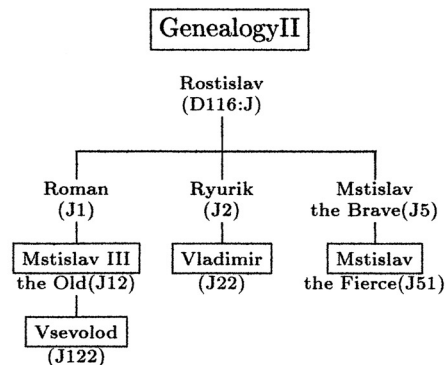 GenealogyII
Rostislav
(D116:J)
Roman
(J1)
Ryurik
(J2)
Mstislav
the Brave(J5)
Mstislav III
the Old(J12)
Vladimir
(J22)
Mstislav
the Fierce(J51)
Vsevolod
(J122)